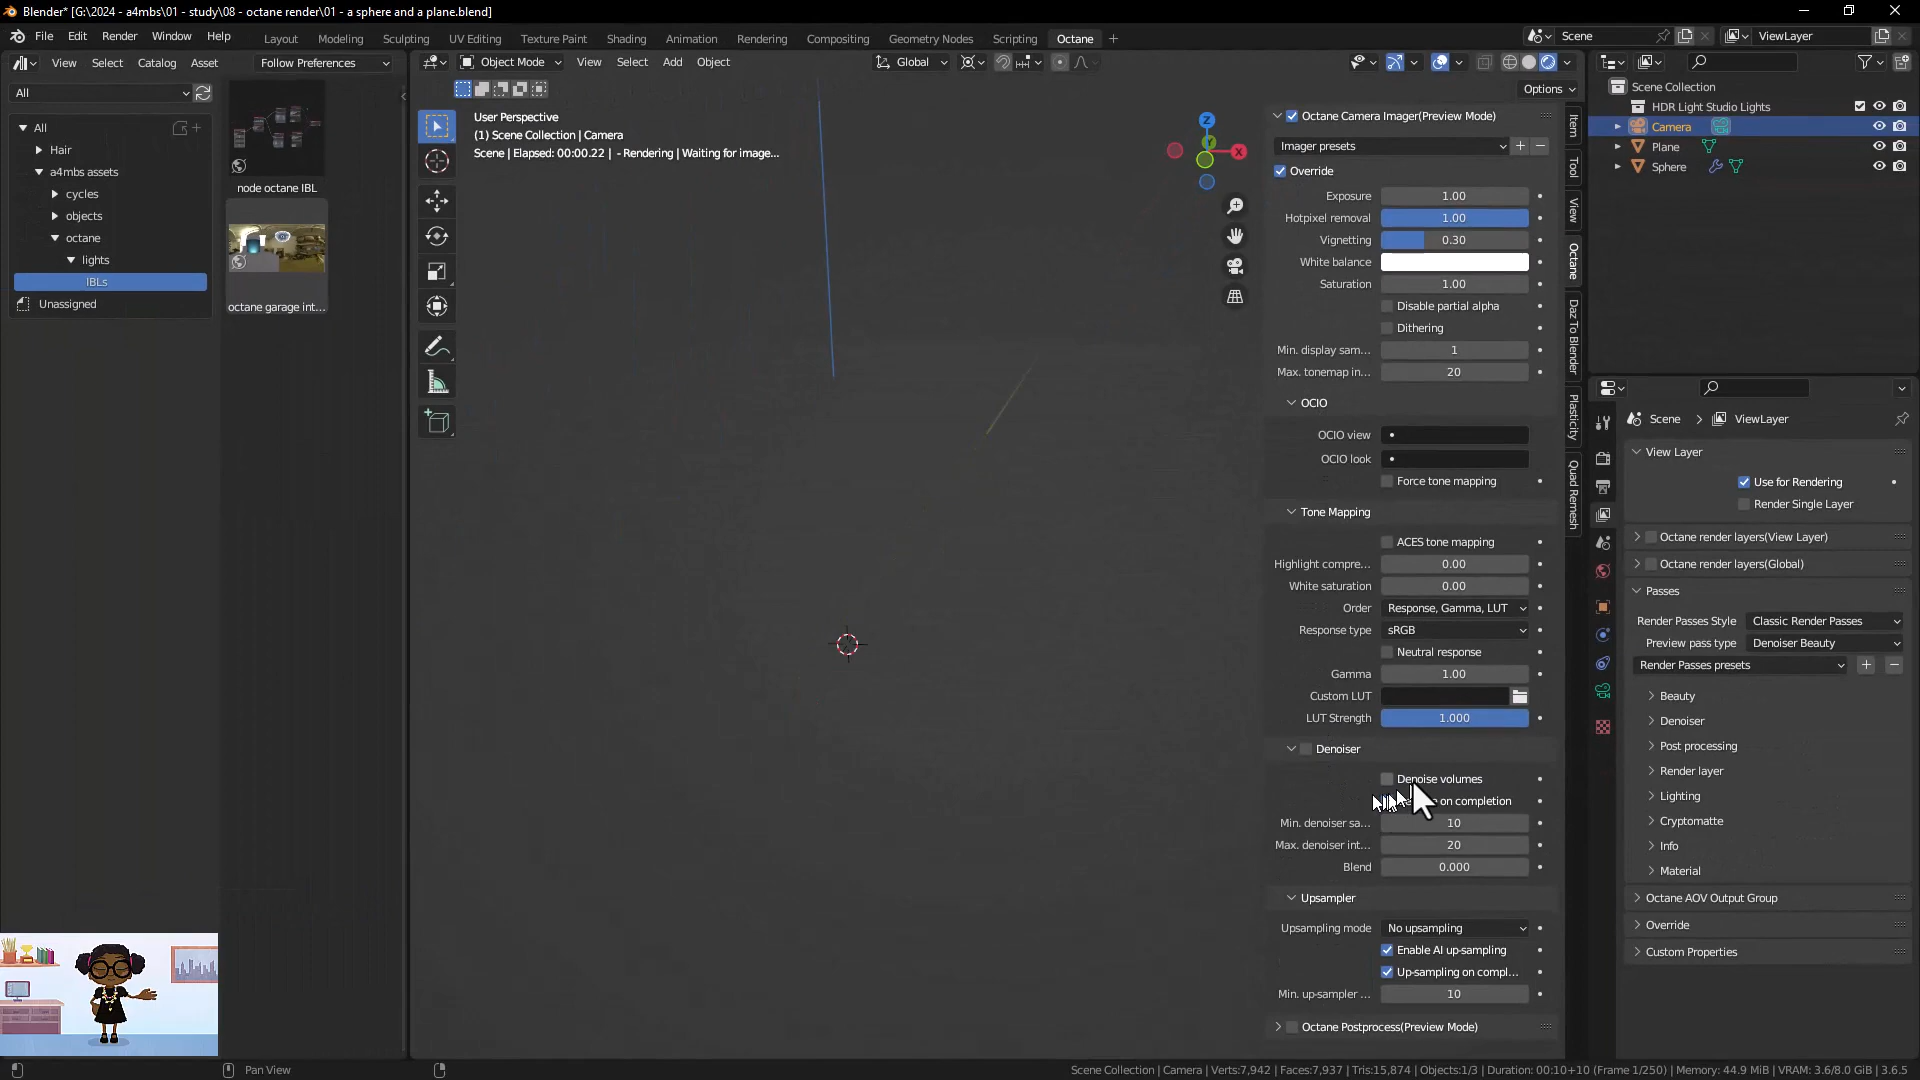 Blender* [G:\2024 - a4mbs\01 - study\08 - octane render\01 - a sphere and a plane.blend]
File Edit Render Window Help
Layout Modeling Sculpting UV Editing Texture Paint Shading Animation Rendering Compositing Geometry Nodes Scripting Octane
Scene
ViewLayer
View Select Catalog Asset Follow Preferences
Object Mode View Select Add Object Global
Options
All
All
Hair
a4mbs assets
cycles
objects
octane
lights
IBLs
Unassigned
node octane IBL
octane garage int...
User Perspective
(1) Scene Collection | Camera
Scene | Elapsed: 00:00.22 | - Rendering | Waiting for image...
Z
Y
X
Octane Camera Imager(Preview Mode)
Imager presets
Override
Exposure 1.00
Hotpixel removal 1.00
Vignetting 0.30
White balance
Saturation 1.00
Disable partial alpha
Dithering
Min. display sam... 1
Max. tonemap in... 20
OCIO
OCIO view
OCIO look
Force tone mapping
Tone Mapping
ACES tone mapping
Highlight compre... 0.00
White saturation 0.00
Order Response, Gamma, LUT
Response type sRGB
Neutral response
Gamma 1.00
Custom LUT
LUT Strength 1.000
Denoiser
Denoise volumes
on completion
Min. denoiser sa... 10
Max. denoiser int... 20
Blend 0.000
Upsampler
Upsampling mode No upsampling
Enable AI up-sampling
Up-sampling on compl...
Min. up-sampler ... 10
Octane Postprocess(Preview Mode)
Item
Tool
View
Octane
Daz To Blender
Plasticity
Quad Remesh
Scene Collection
HDR Light Studio Lights
Camera
Plane
Sphere
Scene > ViewLayer
View Layer
Use for Rendering
Render Single Layer
Octane render layers(View Layer)
Octane render layers(Global)
Passes
Render Passes Style Classic Render Passes
Preview pass type Denoiser Beauty
Render Passes presets
Beauty
Denoiser
Post processing
Render layer
Lighting
Cryptomatte
Info
Material
Octane AOV Output Group
Override
Custom Properties
Pan View
Scene Collection | Camera | Verts:7,942 | Faces:7,937 | Tris:15,874 | Objects:1/3 | Duration: 00:10+10 (Frame 1/250) | Memory: 44.9 MiB | VRAM: 3.6/8.0 GiB | 3.6.5